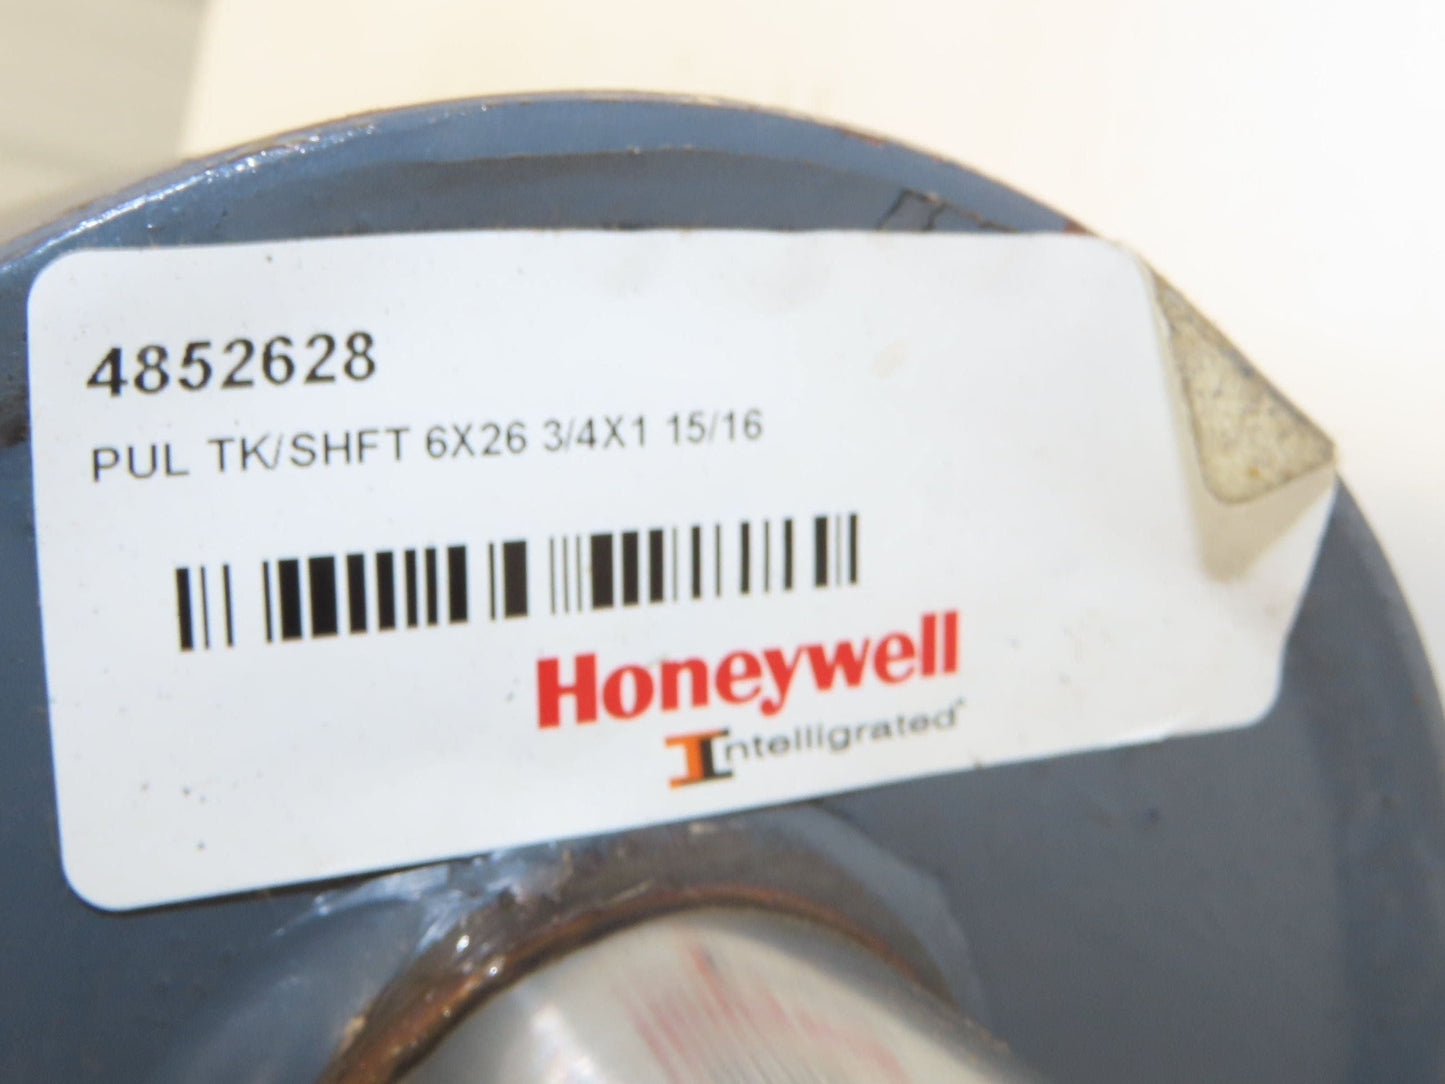 4852628
PUL TK/SHFT 6X26 3/4X1 15/16
Honeywell
Intelligrated